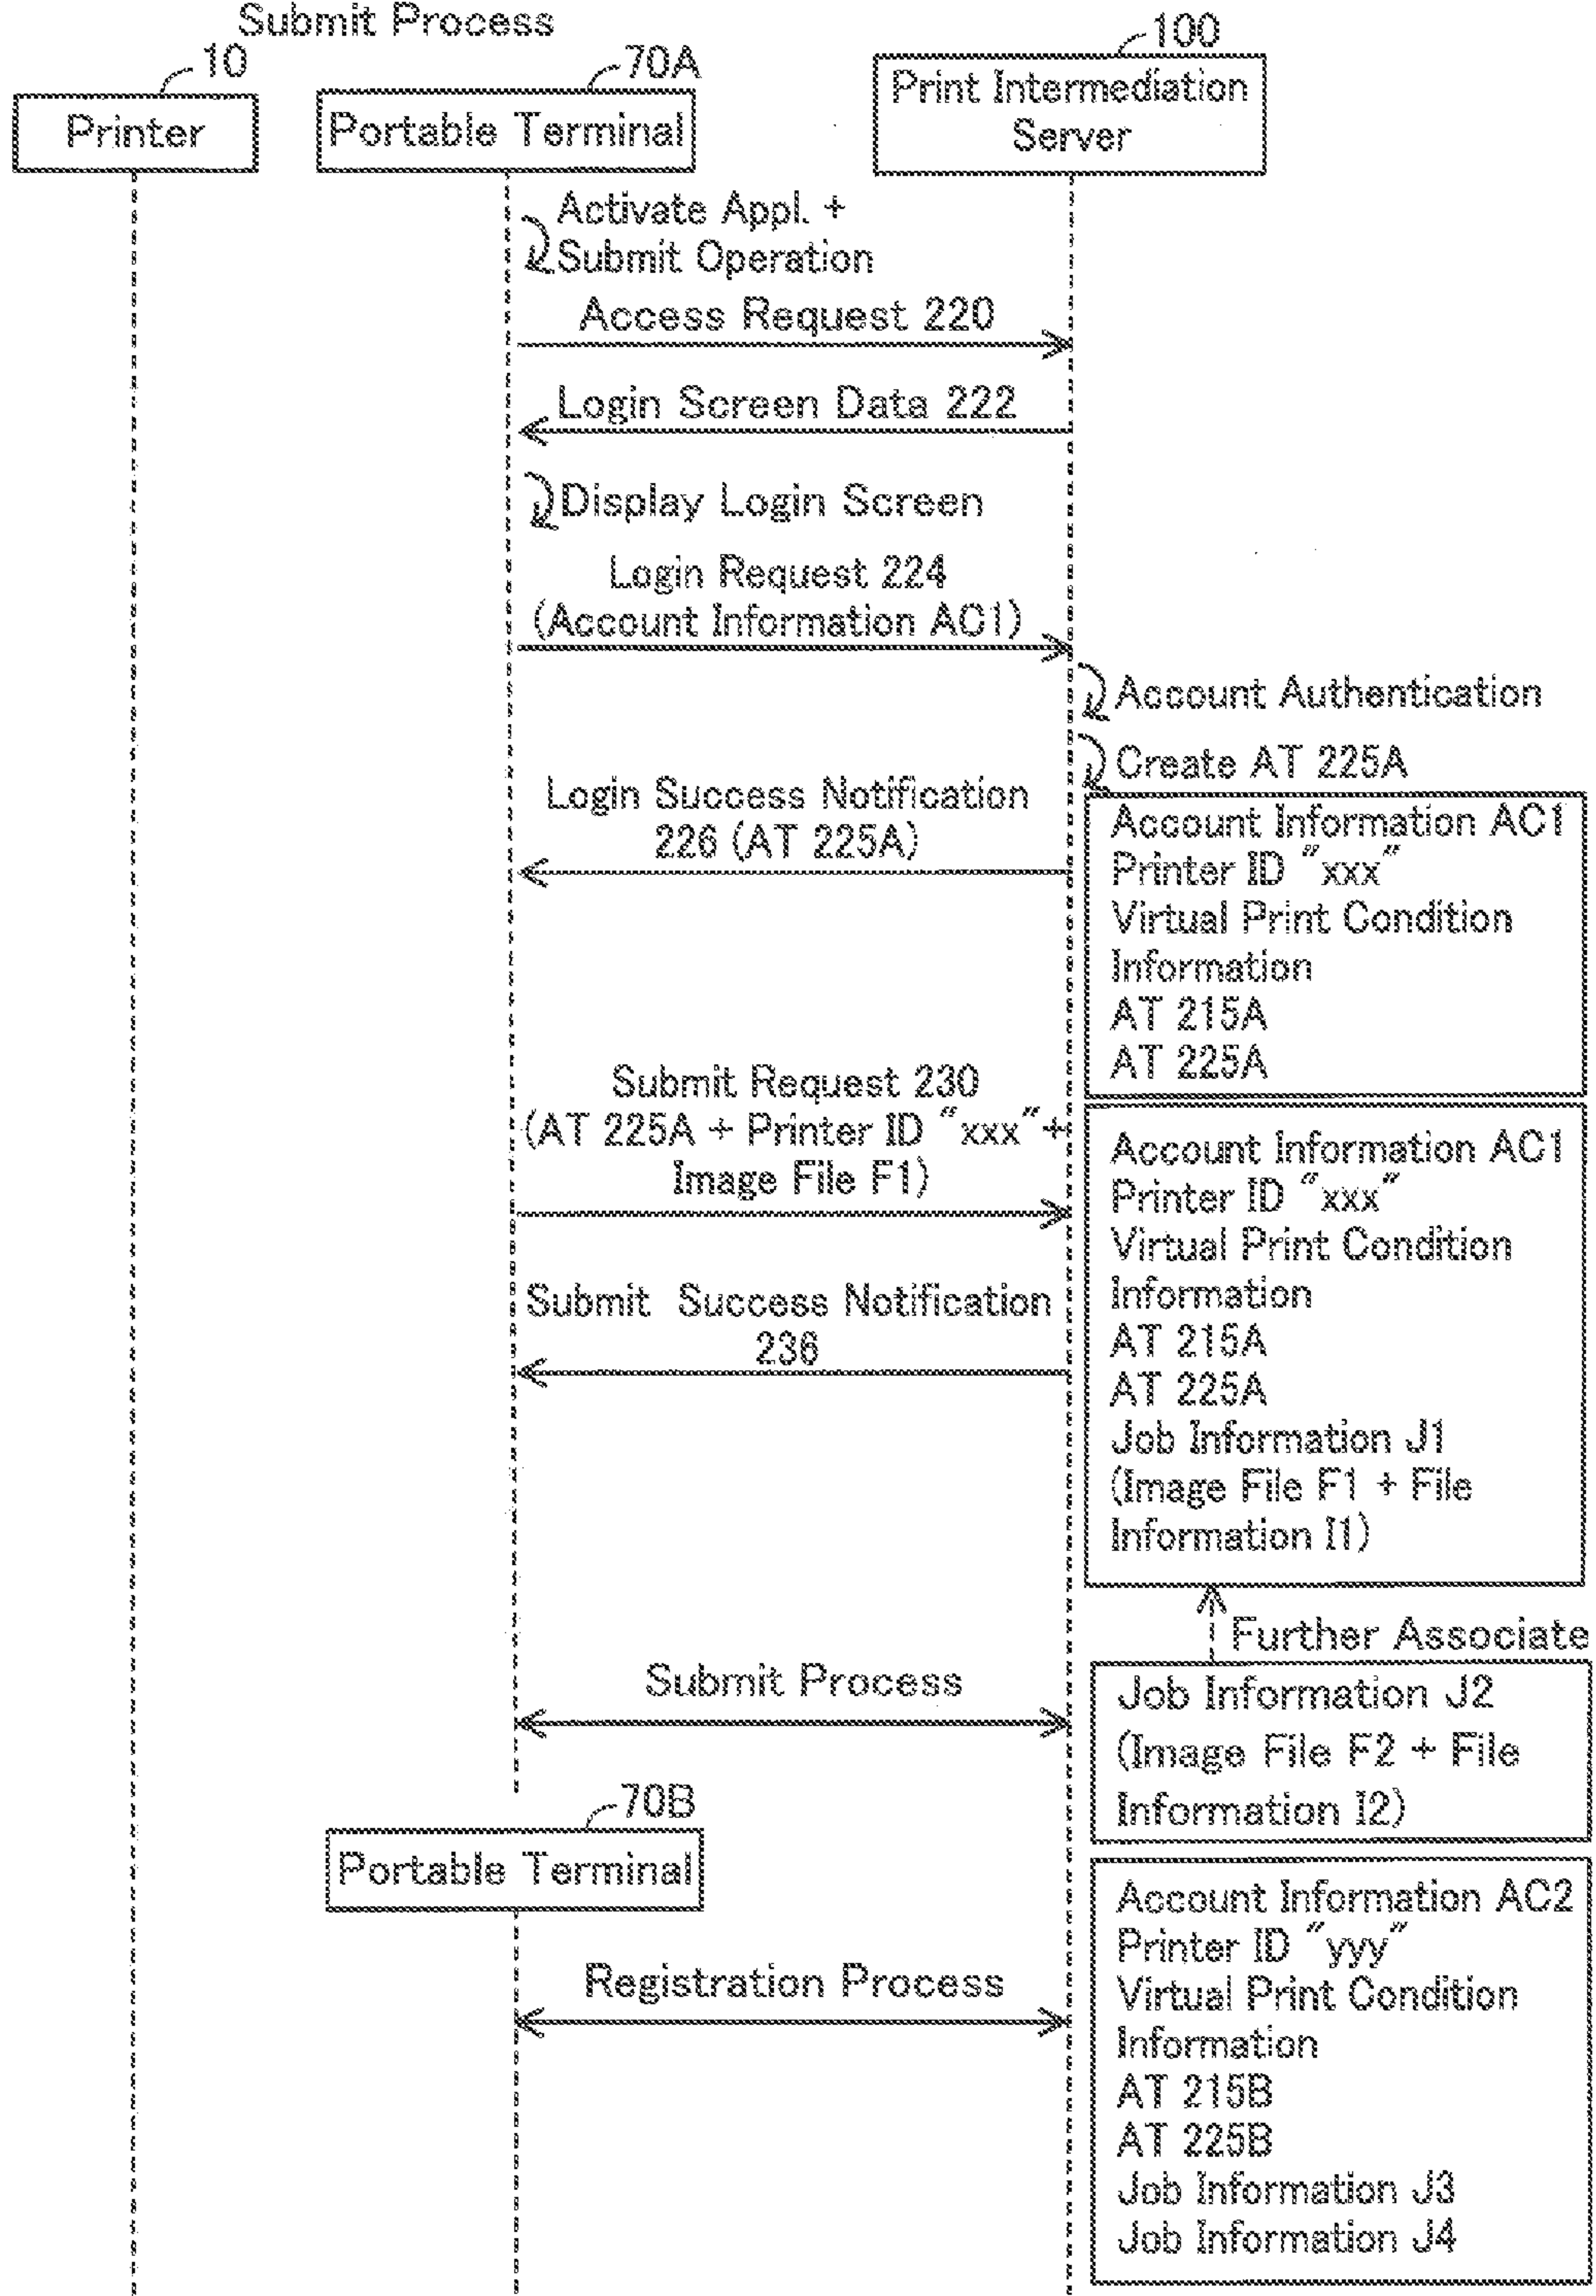 Submit Process
10
70A
100
Printer
Portable Terminal
Print Intermediation
Server
Activate Appl. +
Submit Operation
Access Request 220
Login Screen Data 222
Display Login Screen
Login Request 224
(Account Information AC1)
Account Authentication
Create AT 225A
Login Success Notification
226 (AT 225A)
Account Information AC1
Printer ID "xxx"
Virtual Print Condition
Information
AT 215A
AT 225A
Submit Request 230
(AT 225A + Printer ID "xxx"+
Image File F1)
Submit Success Notification
236
Account Information AC1
Printer ID "xxx"
Virtual Print Condition
Information
AT 215A
AT 225A
Job Information J1
(Image File F1 + File
Information I1)
Further Associate
Submit Process
Job Information J2
(Image File F2 + File
Information I2)
70B
Portable Terminal
Registration Process
Account Information AC2
Printer ID "yyy"
Virtual Print Condition
Information
AT 215B
AT 225B
Job Information J3
Job Information J4